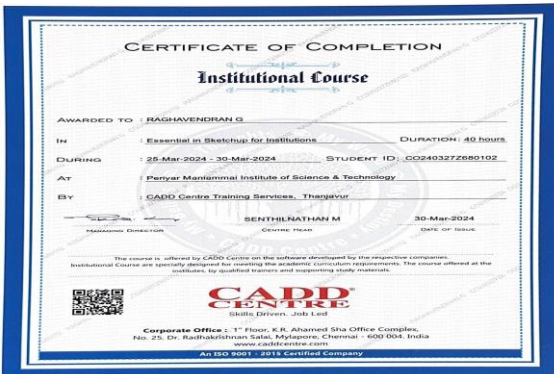 CERTIFICATE OF COMPLETION
Institutional Course
AWARDED TO : RAGHAVENDRAN G
IN : Essential in Sketchup for Institutions DURATION: 40 hours
DURING : 25-Mar-2024 - 30-Mar-2024 STUDENT ID: CO240327Z680102
AT : Periyar Maniammai Institute of Science & Technology
BY : CADD Centre Training Services, Thanjavur
SENTHILNATHAN M 30-Mar-2024
MANAGING DIRECTOR CENTRE HEAD DATE OF ISSUE
The course is offered by CADD Centre on the software developed by the respective companies.
Institutional Course are specially designed for meeting the academic curriculum requirements. The course offered at the
institutes, by qualified trainers and supporting study materials.
CADD
CENTRE
Skills Driven. Job Led
Corporate Office : 1st Floor, K.R. Ahamed Sha Office Complex,
No. 25, Dr. Radhakrishnan Salai, Mylapore, Chennai - 600 004. India
www.caddcentre.com
An ISO 9001 - 2015 Certified Company